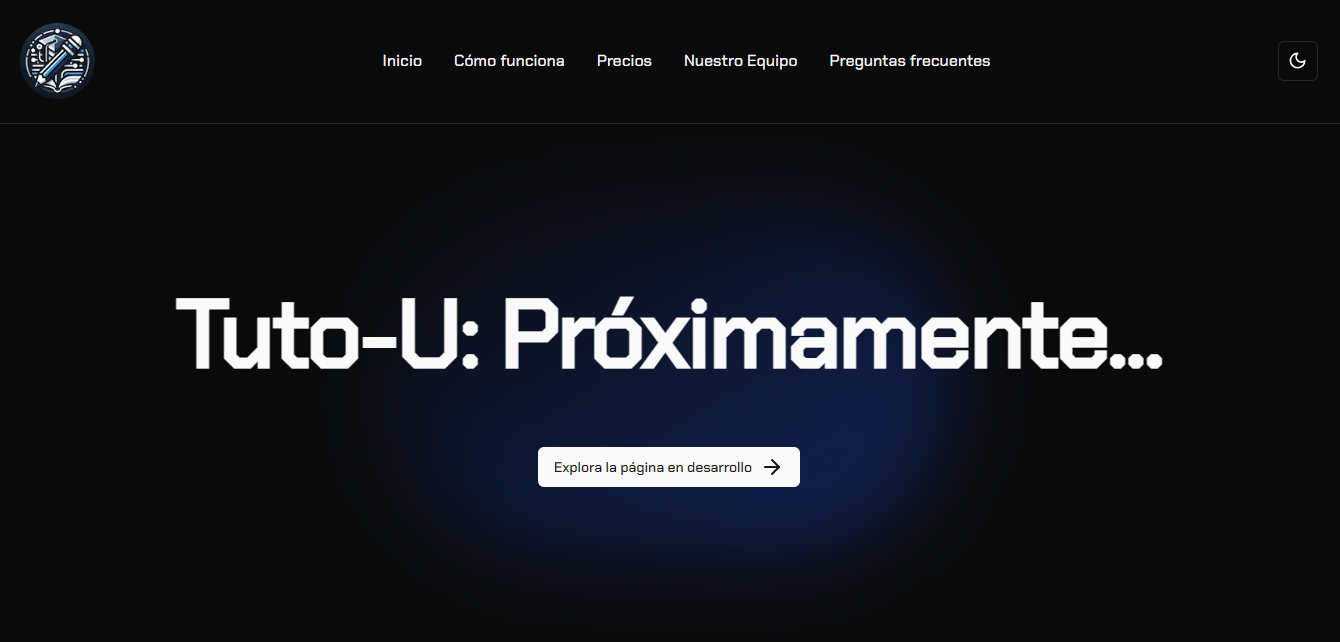 Inicio Cómo funciona Precios Nuestro Equipo Preguntas frecuentes
Tuto-U: Próximamente...
Explora la página en desarrollo